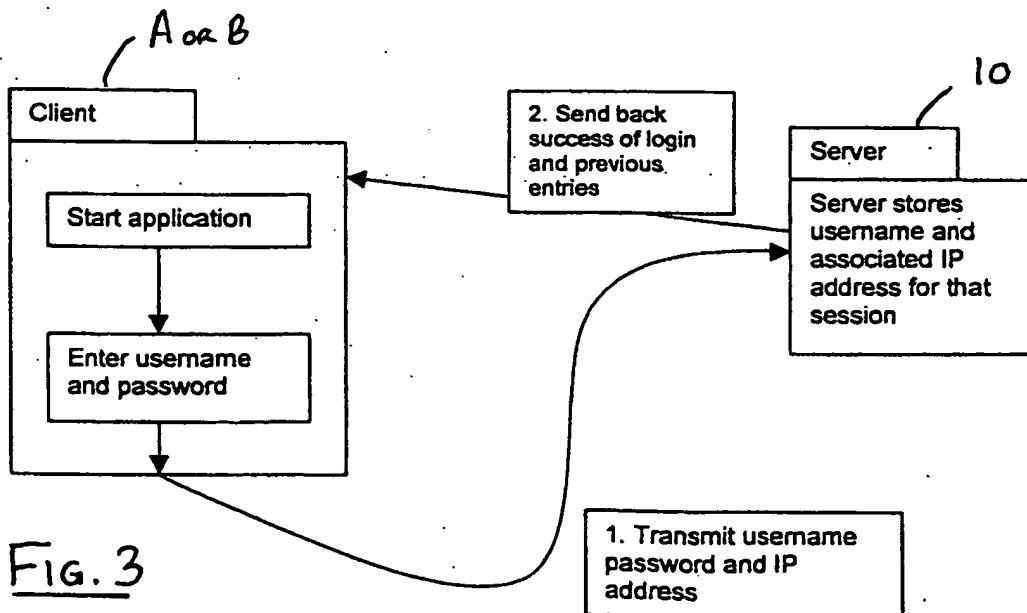 A or B
10
Client
2. Send back
success of login
and previous
entries
Server
Start application
Server stores
username and
associated IP
address for that
session
Enter username
and password
1. Transmit username
password and IP
address
FIG. 3